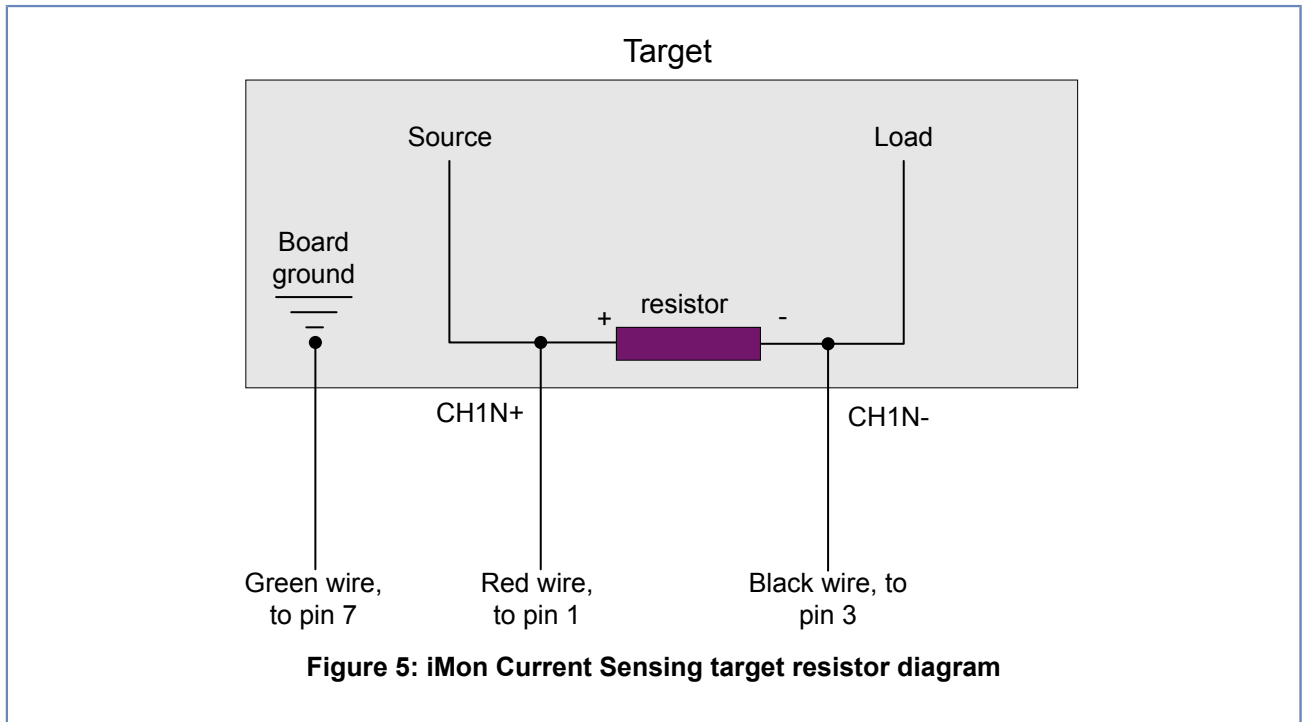 Target
Source
Load
Board
ground
+
resistor
-
CH1N+
CH1N-
Green wire,
to pin 7
Red wire,
to pin 1
Black wire, to
pin 3
Figure 5: iMon Current Sensing target resistor diagram